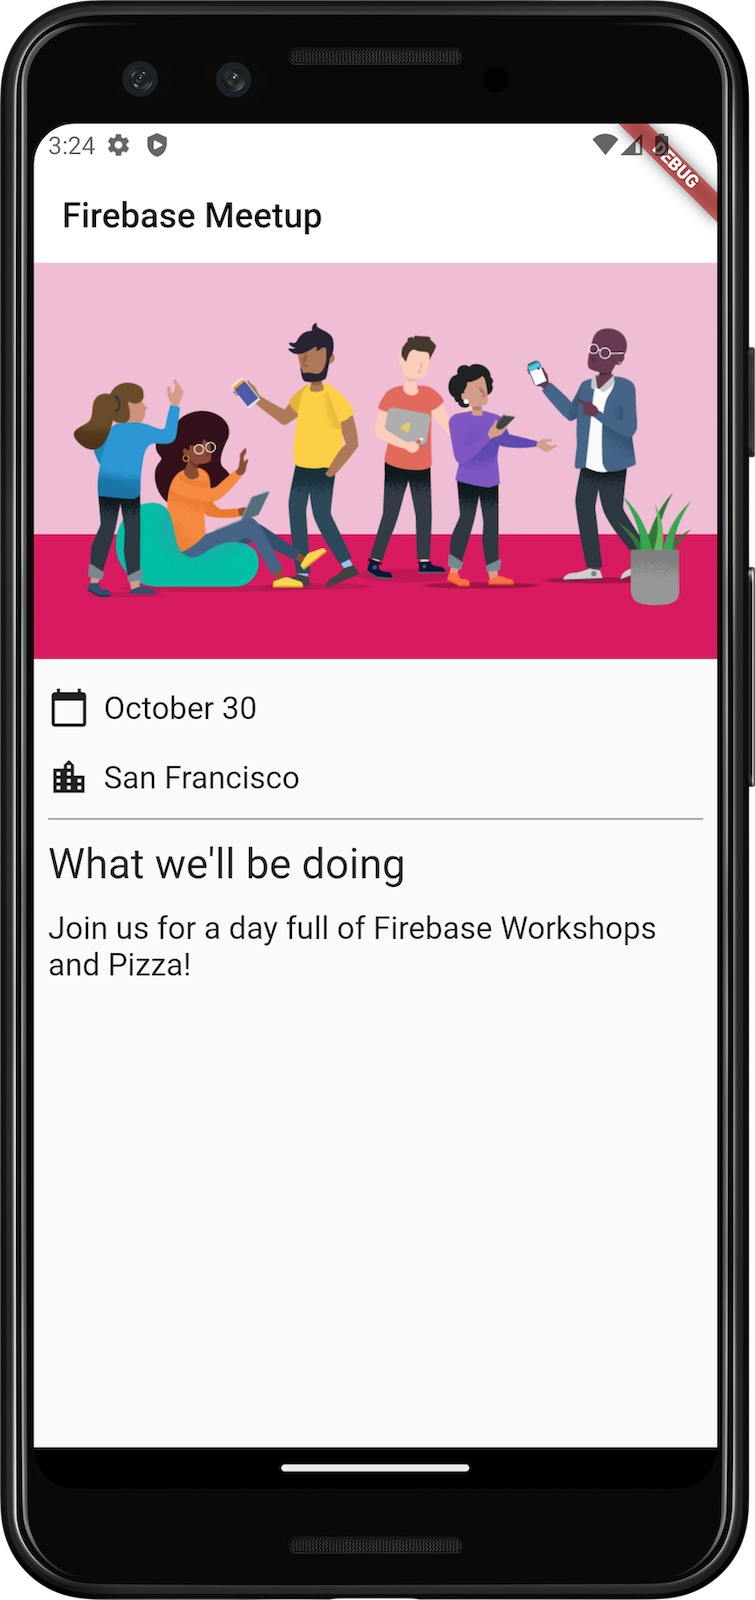 3:24
DEBUG
Firebase Meetup
October 30
San Francisco
What we'll be doing
Join us for a day full of Firebase Workshops
and Pizza!